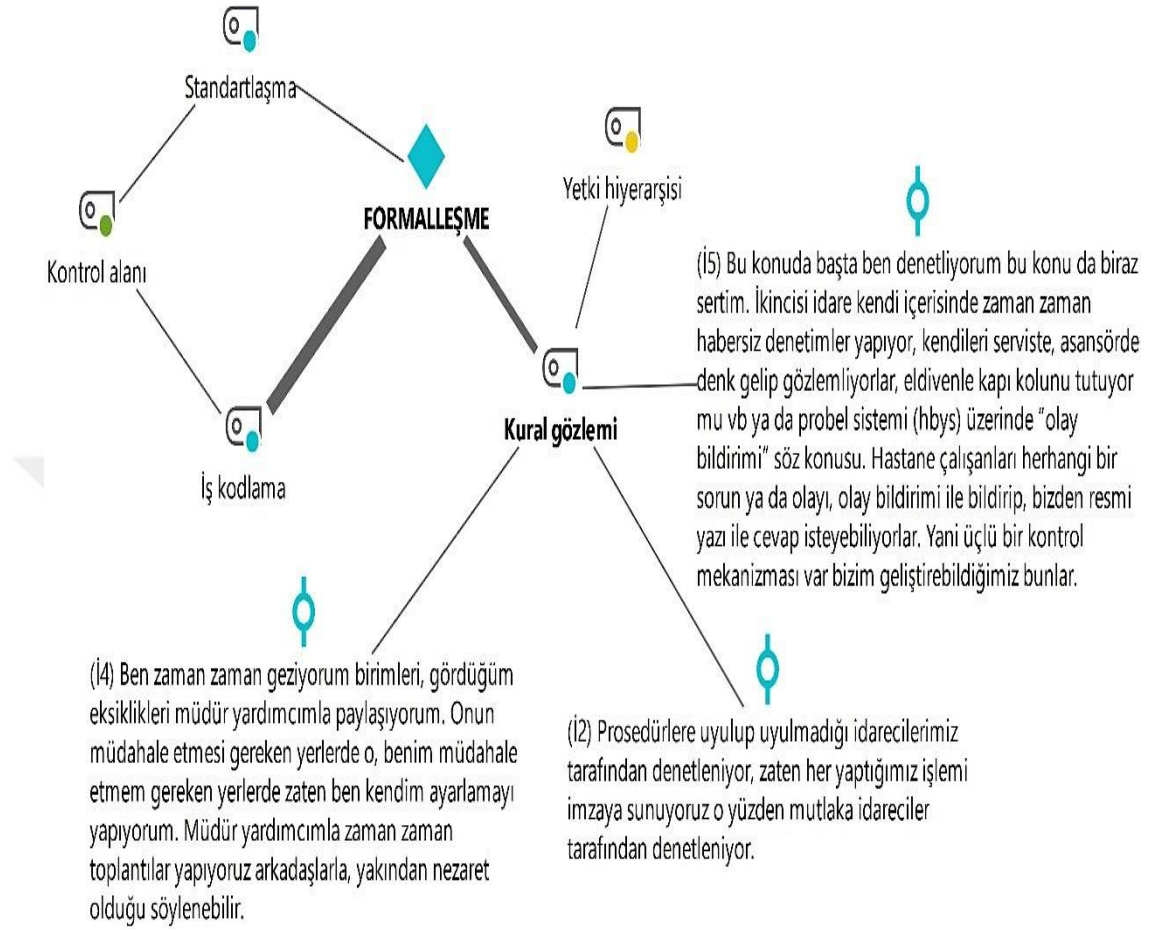 Standartlaşma
FORMALLEŞME
Yetki hiyerarşisi
Kontrol alanı
Kural gözlemi
İş kodlama
(İ5) Bu konuda başta ben denetliyorum bu konu da biraz
sertim. İkincisi idare kendi içerisinde zaman zaman
habersiz denetimler yapıyor, kendileri serviste, asansörde
denk gelip gözlemliyorlar, eldivenle kapı kolunu tutuyor
mu vb ya da probel sistemi (hbys) üzerinde “olay
bildirimi” söz konusu. Hastane çalışanları herhangi bir
sorun ya da olayı, olay bildirimi ile bildirip, bizden resmi
yazı ile cevap isteyebiliyorlar. Yani üçlü bir kontrol
mekanizması var bizim geliştirebildiğimiz bunlar.
(İ4) Ben zaman zaman geziyorum birimleri, gördüğüm
eksiklikleri müdür yardımcımla paylaşıyorum. Onun
müdahale etmesi gereken yerlerde o, benim müdahale
etmem gereken yerlerde zaten ben kendim ayarlamayı
yapıyorum. Müdür yardımcımla zaman zaman
toplantılar yapıyoruz arkadaşlarla, yakından nezaret
olduğu söylenebilir.
(İ2) Prosedürlere uyulup uyulmadığı idarecilerimiz
tarafından denetleniyor, zaten her yaptığımız işlemi
imzaya sunuyoruz o yüzden mutlaka idareciler
tarafından denetleniyor.